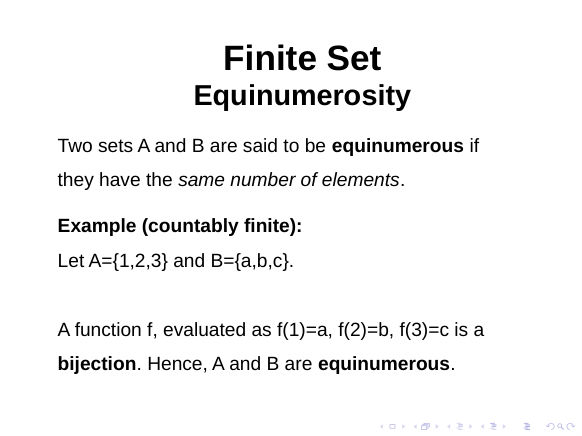 Finite Set
Equinumerosity
Two sets A and B are said to be equinumerous if
they have the same number of elements.
Example (countably finite):
Let A={1,2,3} and B={a,b,c}.
A function f, evaluated as f(1)=a, f(2)=b, f(3)=c is a
bijection. Hence, A and B are equinumerous.